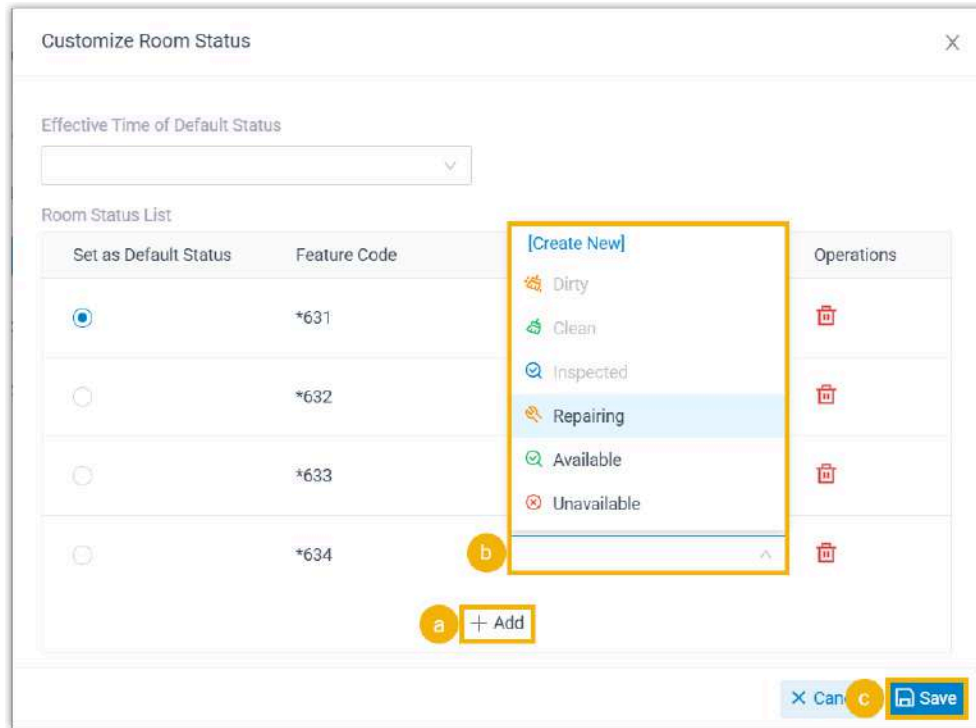 Customize Room Status
Effective Time of Default Status
Room Status List
Set as Default Status Feature Code Operations
[Create New]
Dirty
*631
Clean
Inspected
*632
Repairing
Available
*633
Unavailable
*634
b
a + Add
c Save